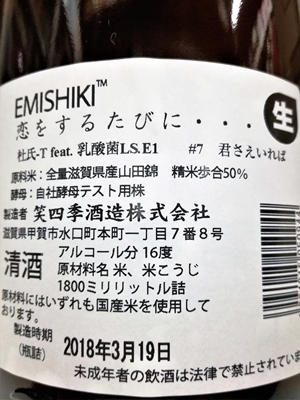 EMISHIKI™
生
恋をするたびに・・・
杜氏-T feat. 乳酸菌LS.E1 #7 君さえいれば
原料米：全量滋賀県産山田錦 精米歩合50％
酵母：自社酵母テスト用株
製造者 笑四季酒造株式会社
滋賀県甲賀市水口町本町一丁目７番８号
清酒
アルコール分 16度
原材料名 米、米こうじ
1800ミリリットル詰
原材料にはいずれも国産米を使用して
おります。
製造時期
(瓶詰)
2018年3月19日
未成年者の飲酒は法律で禁止されていま